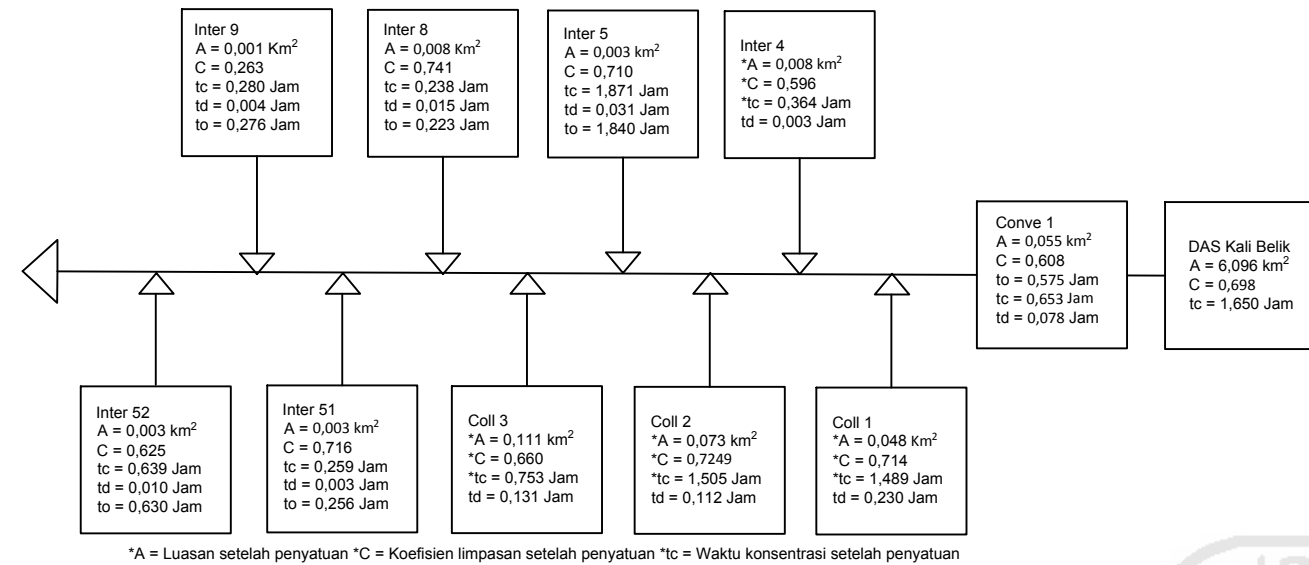 Inter 9
A = 0,001 Km²
C = 0,263
tc = 0,280 Jam
td = 0,004 Jam
to = 0,276 Jam
Inter 8
A = 0,008 Km²
C = 0,741
tc = 0,238 Jam
td = 0,015 Jam
to = 0,223 Jam
Inter 5
A = 0,003 km²
C = 0,710
tc = 1,871 Jam
td = 0,031 Jam
to = 1,840 Jam
Inter 4
*A = 0,008 km²
*C = 0,596
*tc = 0,364 Jam
td = 0,003 Jam
Conve 1
A = 0,055 km²
C = 0,608
to = 0,575 Jam
tc = 0,653 Jam
td = 0,078 Jam
DAS Kali Belik
A = 6,096 km²
C = 0,698
tc = 1,650 Jam
Inter 52
A = 0,003 km²
C = 0,625
tc = 0,639 Jam
td = 0,010 Jam
to = 0,630 Jam
Inter 51
A = 0,003 km²
C = 0,716
tc = 0,259 Jam
td = 0,003 Jam
to = 0,256 Jam
Coll 3
*A = 0,111 km²
*C = 0,660
*tc = 0,753 Jam
td = 0,131 Jam
Coll 2
*A = 0,073 km²
*C = 0,7249
*tc = 1,505 Jam
td = 0,112 Jam
Coll 1
*A = 0,048 Km²
*C = 0,714
*tc = 1,489 Jam
td = 0,230 Jam
*A = Luasan setelah penyatuan *C = Koefisien limpasan setelah penyatuan *tc = Waktu konsentrasi setelah penyatuan